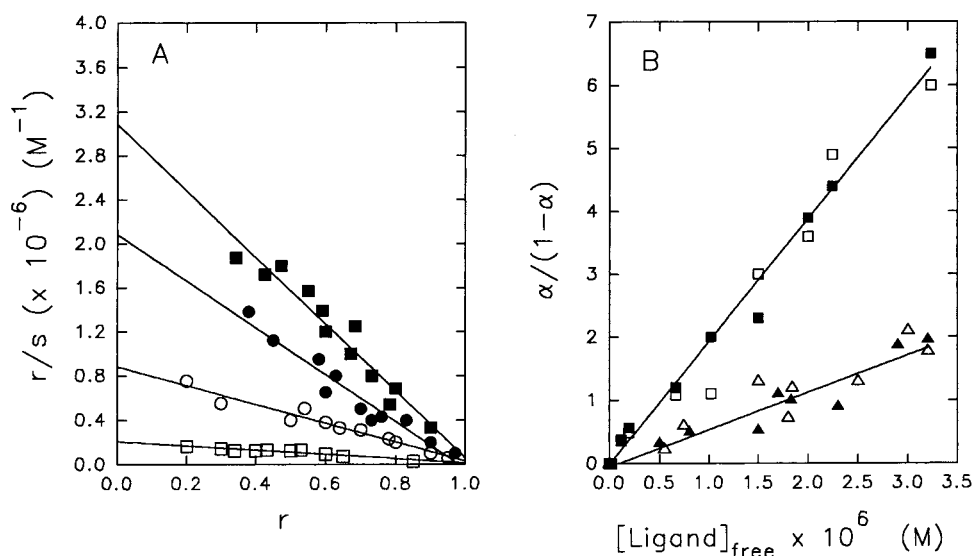 A
4.0
3.6
3.2
2.8
2.4
2.0
1.6
1.2
0.8
0.4
0.0
r/s (x 10⁻⁶) (M⁻¹)
0.0 0.2 0.4 0.6 0.8 1.0
r
B
7
6
5
4
3
2
1
0
α/(1-α)
0.0 0.5 1.0 1.5 2.0 2.5 3.0 3.5
[Ligand]free x 10⁶ (M)